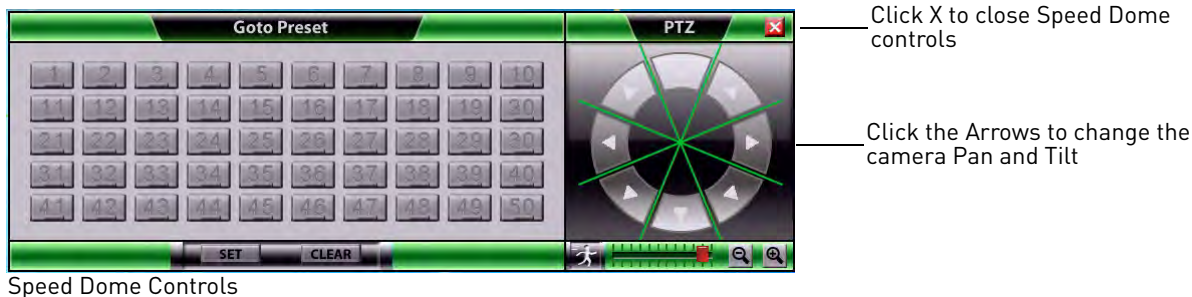 Goto Preset
PTZ
Click X to close Speed Dome
controls
1 2 3 4 5 6 7 8 9 10
11 12 13 14 15 16 17 18 19 30
21 22 23 24 25 26 27 28 29 30
31 32 33 34 35 36 37 38 39 40
41 42 43 44 45 46 47 48 49 50
Click the Arrows to change the
camera Pan and Tilt
SET CLEAR
Speed Dome Controls